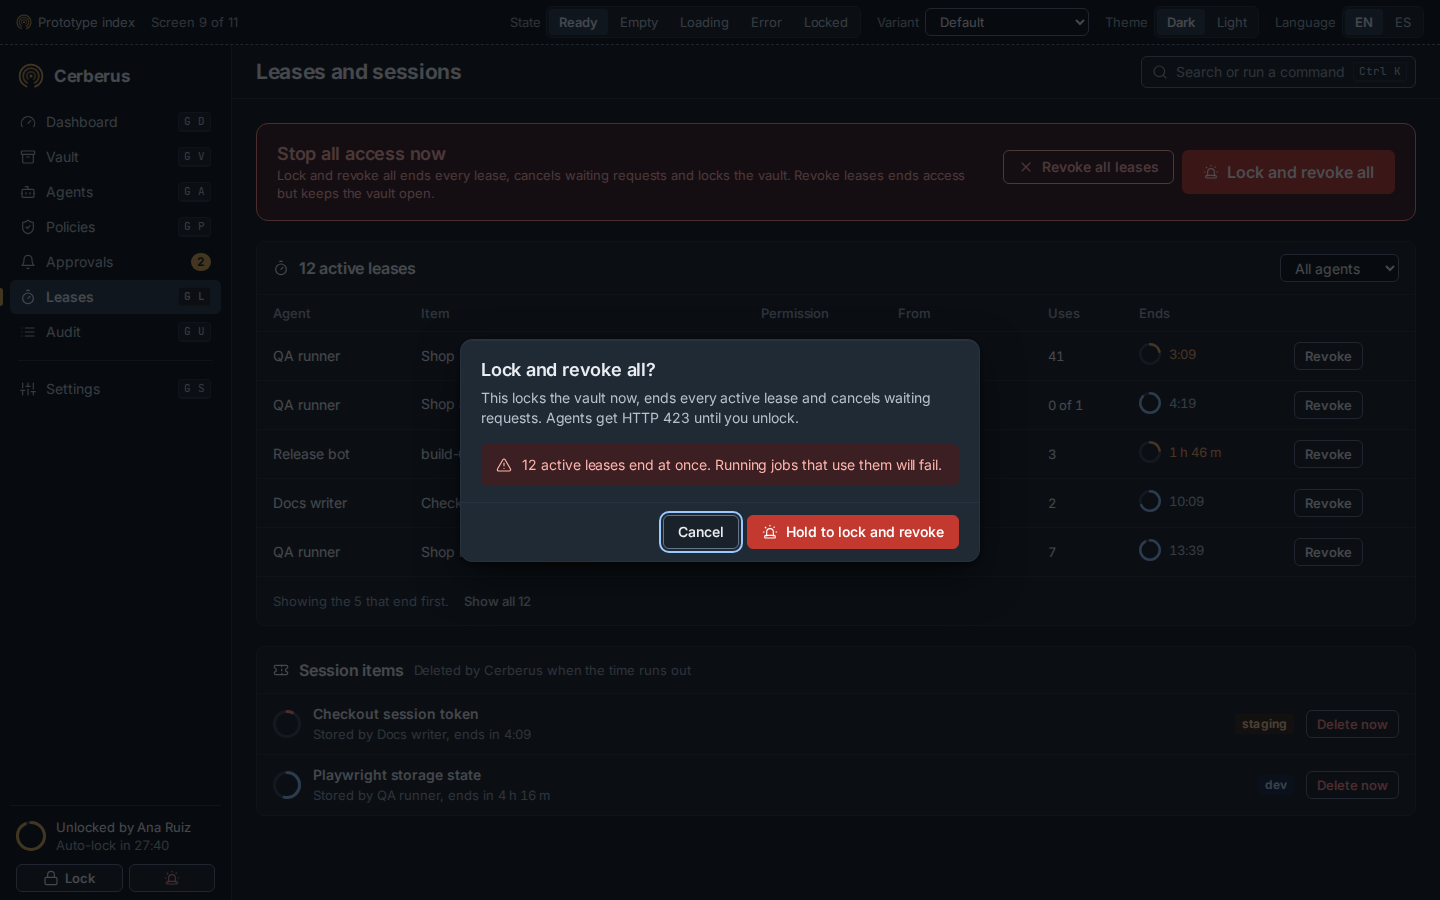 Prototype index Screen 9 of 11 State Ready Empty Loading Error Locked Variant Default Theme Dark Light Language EN ES
Cerberus
Leases and sessions
Search or run a command Ctrl K
Dashboard G D
Vault G V
Agents G A
Policies G P
Approvals 2
Leases G L
Audit G U
Settings G S
Stop all access now
Lock and revoke all ends every lease, cancels waiting requests and locks the vault. Revoke leases ends access
but keeps the vault open.
Revoke all leases
Lock and revoke all
12 active leases
All agents
Agent Item Permission From Uses Ends
QA runner Shop 41 3:09 Revoke
QA runner Shop 0 of 1 4:19 Revoke
Release bot build- 3 1 h 46 m Revoke
Docs writer Check 2 10:09 Revoke
QA runner Shop 7 13:39 Revoke
Showing the 5 that end first. Show all 12
Lock and revoke all?
This locks the vault now, ends every active lease and cancels waiting
requests. Agents get HTTP 423 until you unlock.
12 active leases end at once. Running jobs that use them will fail.
Cancel
Hold to lock and revoke
Session items Deleted by Cerberus when the time runs out
Checkout session token
Stored by Docs writer, ends in 4:09
staging Delete now
Playwright storage state
Stored by QA runner, ends in 4 h 16 m
dev Delete now
Unlocked by Ana Ruiz
Auto-lock in 27:40
Lock